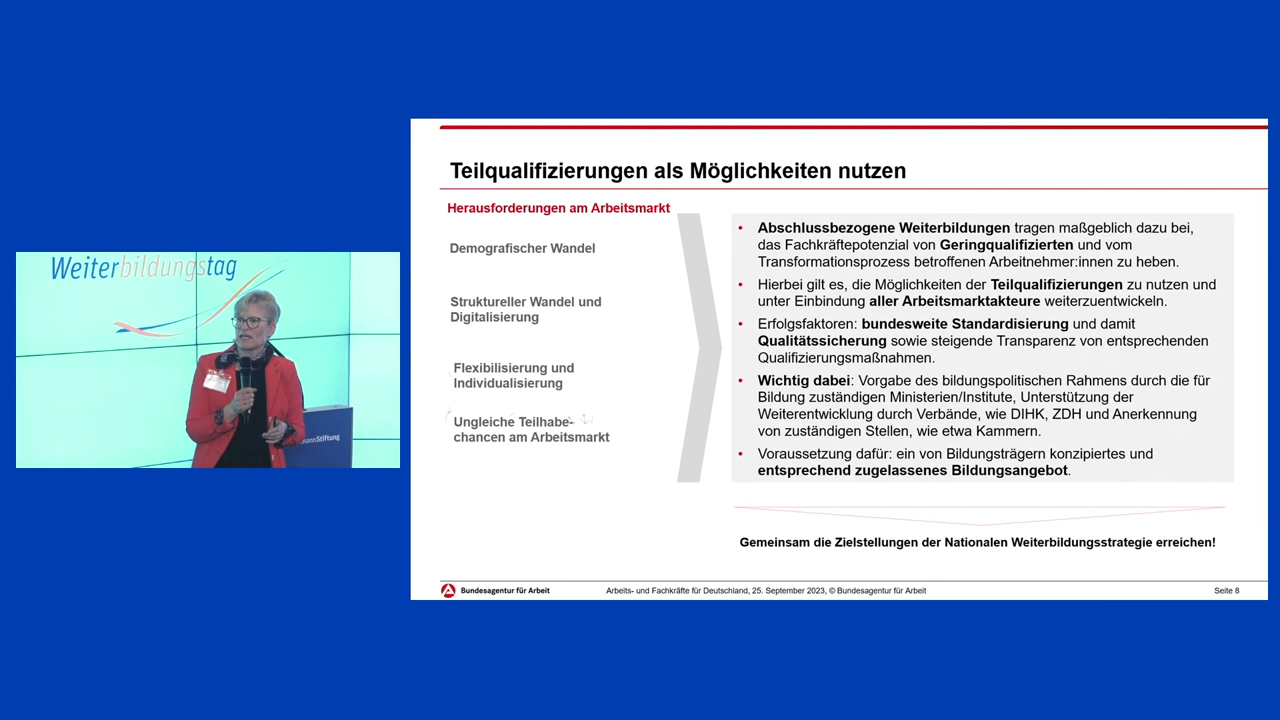 Weiterbildungstag
mannStiftung
Teilqualifizierungen als Möglichkeiten nutzen
Herausforderungen am Arbeitsmarkt
Demografischer Wandel
Struktureller Wandel und
Digitalisierung
Flexibilisierung und
Individualisierung
Ungleiche Teilhabe-
chancen am Arbeitsmarkt
• Abschlussbezogene Weiterbildungen tragen maßgeblich dazu bei,
das Fachkräftepotenzial von Geringqualifizierten und vom
Transformationsprozess betroffenen Arbeitnehmer:innen zu heben.
• Hierbei gilt es, die Möglichkeiten der Teilqualifizierungen zu nutzen und
unter Einbindung aller Arbeitsmarktakteure weiterzuentwickeln.
• Erfolgsfaktoren: bundesweite Standardisierung und damit
Qualitätssicherung sowie steigende Transparenz von entsprechenden
Qualifizierungsmaßnahmen.
• Wichtig dabei: Vorgabe des bildungspolitischen Rahmens durch die für
Bildung zuständigen Ministerien/Institute, Unterstützung der
Weiterentwicklung durch Verbände, wie DIHK, ZDH und Anerkennung
von zuständigen Stellen, wie etwa Kammern.
• Voraussetzung dafür: ein von Bildungsträgern konzipiertes und
entsprechend zugelassenes Bildungsangebot.
Gemeinsam die Zielstellungen der Nationalen Weiterbildungsstrategie erreichen!
Bundesagentur für Arbeit
Arbeits- und Fachkräfte für Deutschland, 25. September 2023, © Bundesagentur für Arbeit
Seite 8